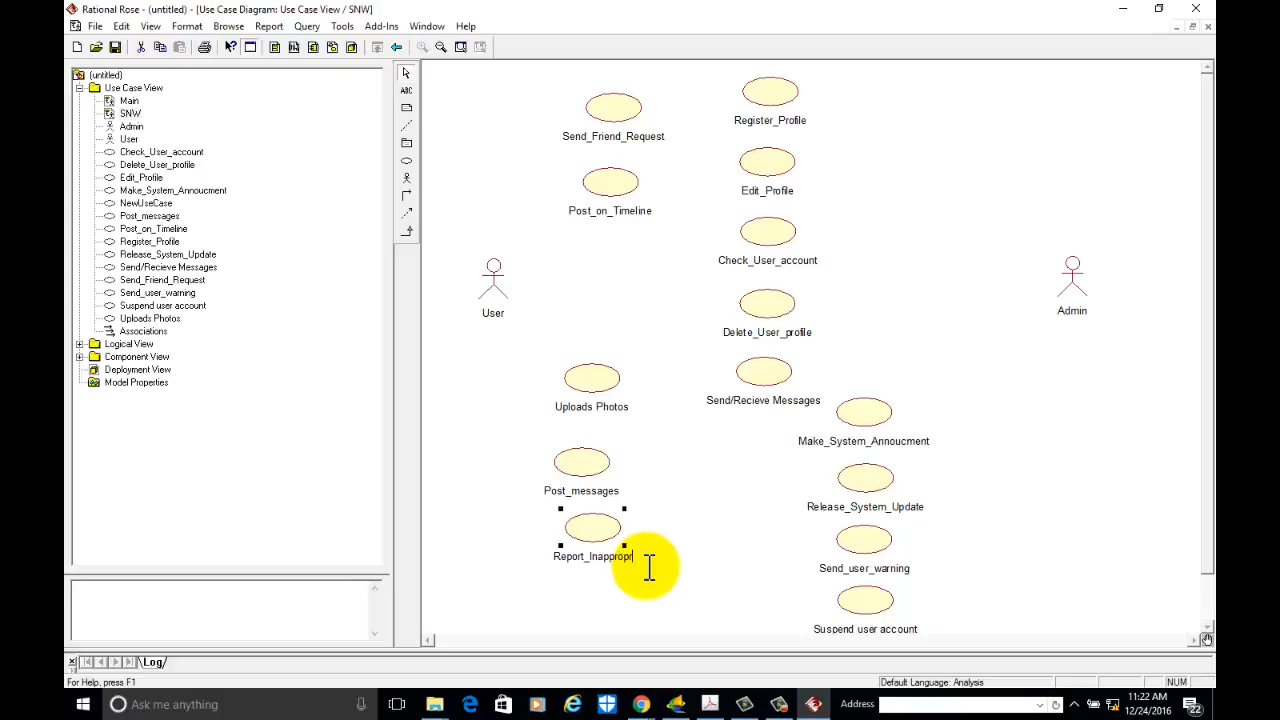 Rational Rose - (untitled) - [Use Case Diagram: Use Case View / SNW]
File Edit View Format Browse Report Query Tools Add-Ins Window Help
(untitled)
Use Case View
Main
SNW
Admin
User
Check_User_account
Delete_User_profile
Edit_Profile
Make_System_Annoucment
NewUseCase
Post_messages
Post_on_Timeline
Register_Profile
Release_System_Update
Send/Recieve Messages
Send_Friend_Request
Send_user_warning
Suspend user account
Uploads Photos
Associations
Logical View
Component View
Deployment View
Model Properties
ABC
Send_Friend_Request
Register_Profile
Post_on_Timeline
Edit_Profile
Check_User_account
User
Admin
Delete_User_profile
Uploads Photos
Send/Recieve Messages
Make_System_Annoucment
Post_messages
Release_System_Update
Report_Inappropr
Send_user_warning
Suspend user account
Log
For Help, press F1
Default Language: Analysis
NUM
Ask me anything
Address
11:22 AM
12/24/2016
22